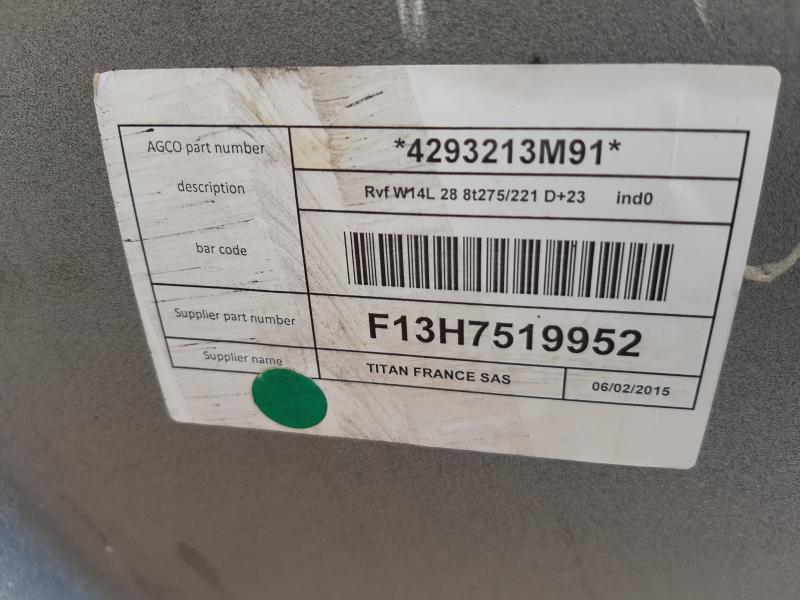 AGCO part number *4293213M91*
description Rvf W14L 28 8t275/221 D+23 ind0
bar code
Supplier part number F13H7519952
Supplier name TITAN FRANCE SAS 06/02/2015